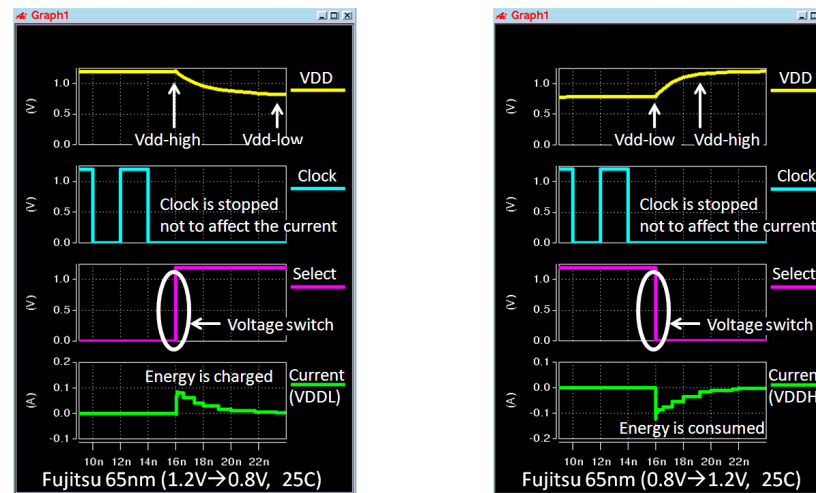 Graph1
1.0
0.5
0.0
(V)
VDD
Vdd-high
Vdd-low
1.0
0.5
0.0
(V)
Clock
Clock is stopped
not to affect the current
1.0
0.5
0.0
(V)
Select
Voltage switch
0.2
0.1
0.0
-0.1
(A)
Current
(VDDL)
Energy is charged
10n 12n 14n 16n 18n 20n 22n
Fujitsu 65nm (1.2V→0.8V, 25C)
Graph1
1.0
0.5
0.0
(V)
VDD
Vdd-low
Vdd-high
1.0
0.5
0.0
(V)
Clock
Clock is stopped
not to affect the current
1.0
0.5
0.0
(V)
Select
Voltage switch
0.1
0.0
-0.1
-0.2
(A)
Curren
(VDDH
Energy is consumed
10n 12n 14n 16n 18n 20n 22n
Fujitsu 65nm (0.8V→1.2V, 25C)